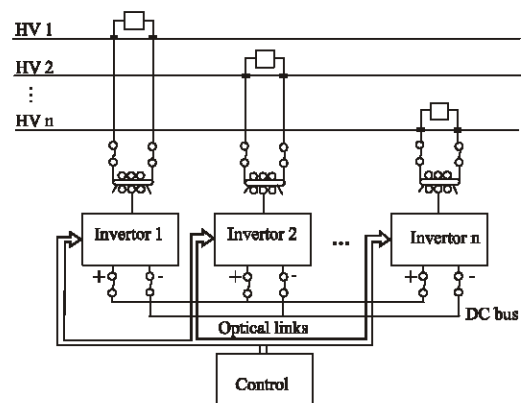 HV 1
HV 2
⋮
HV n
Invertor 1
Invertor 2
...
Invertor n
+ -
+ -
+ -
DC bus
Optical links
Control